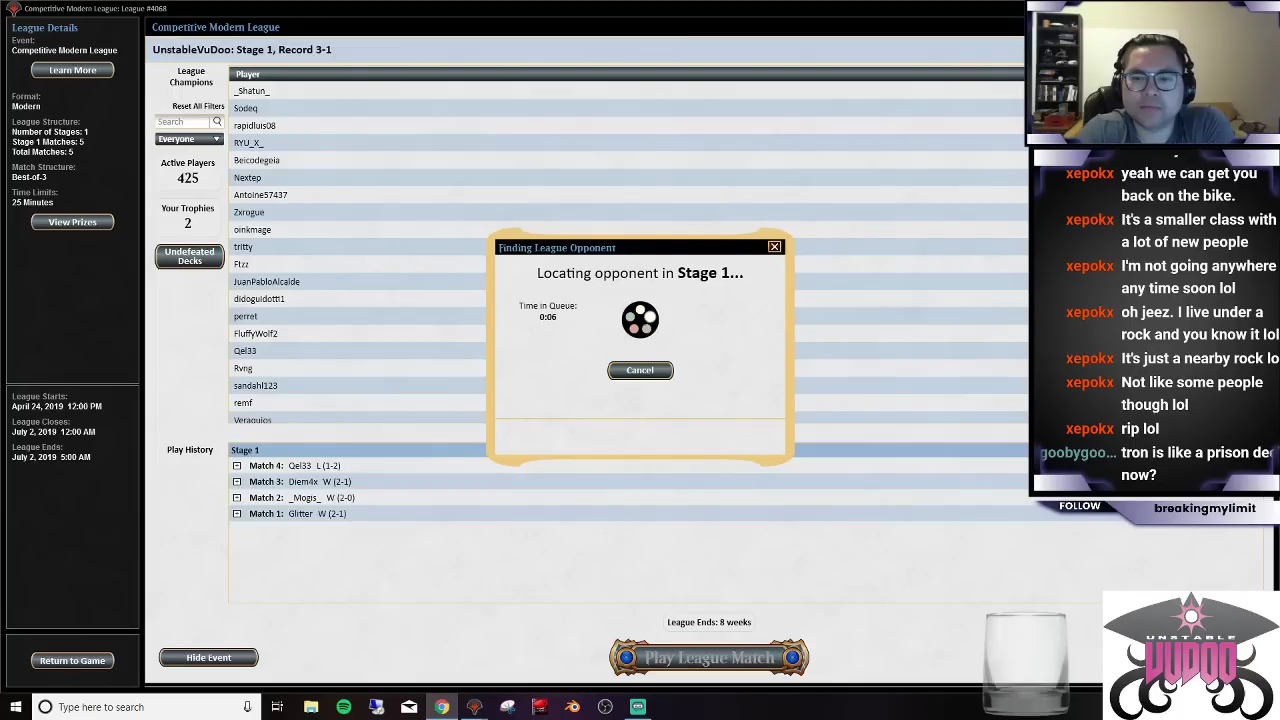 Competitive Modern League: League #4068
League Details
Event:
Competitive Modern League
Learn More
Format:
Modern
League Structure:
Number of Stages: 1
Stage 1 Matches: 5
Total Matches: 5
Match Structure:
Best-of-3
Time Limits:
25 Minutes
View Prizes
League Starts:
April 24, 2019 12:00 PM
League Closes:
July 2, 2019 12:00 AM
League Ends:
July 2, 2019 5:00 AM
Return to Game
Competitive Modern League
UnstableVuDoo: Stage 1, Record 3-1
League
Champions
Reset All Filters
Search
Everyone
Active Players
425
Your Trophies
2
Undefeated
Decks
Player
_Shatun_
Sodeq
rapidluis08
RYU_X_
Beicodegeia
Nextep
Antoine57437
Zxrogue
oinkmage
tritty
Ftzz
JuanPabloAlcalde
didoguidotti1
perret
FluffyWolf2
Qel33
Rvng
sandahl123
remf
Veraquios
Finding League Opponent
Locating opponent in Stage 1...
Time in Queue:
0:06
Cancel
Play History
Stage 1
Match 4: Qel33 L (1-2)
Match 3: Diem4x W (2-1)
Match 2: _Mogis_ W (2-0)
Match 1: Glitter W (2-1)
League Ends: 8 weeks
Hide Event
Play League Match
xepokx yeah we can get you
back on the bike.
xepokx It's a smaller class with
a lot of new people
xepokx I'm not going anywhere
any time soon lol
xepokx oh jeez. I live under a
rock and you know it lol
xepokx It's just a nearby rock lo
xepokx Not like some people
though lol
xepokx rip lol
goobygoo... tron is like a prison dec
now?
FOLLOW breakingmylimit
UNSTABLE
VUDOO
Type here to search